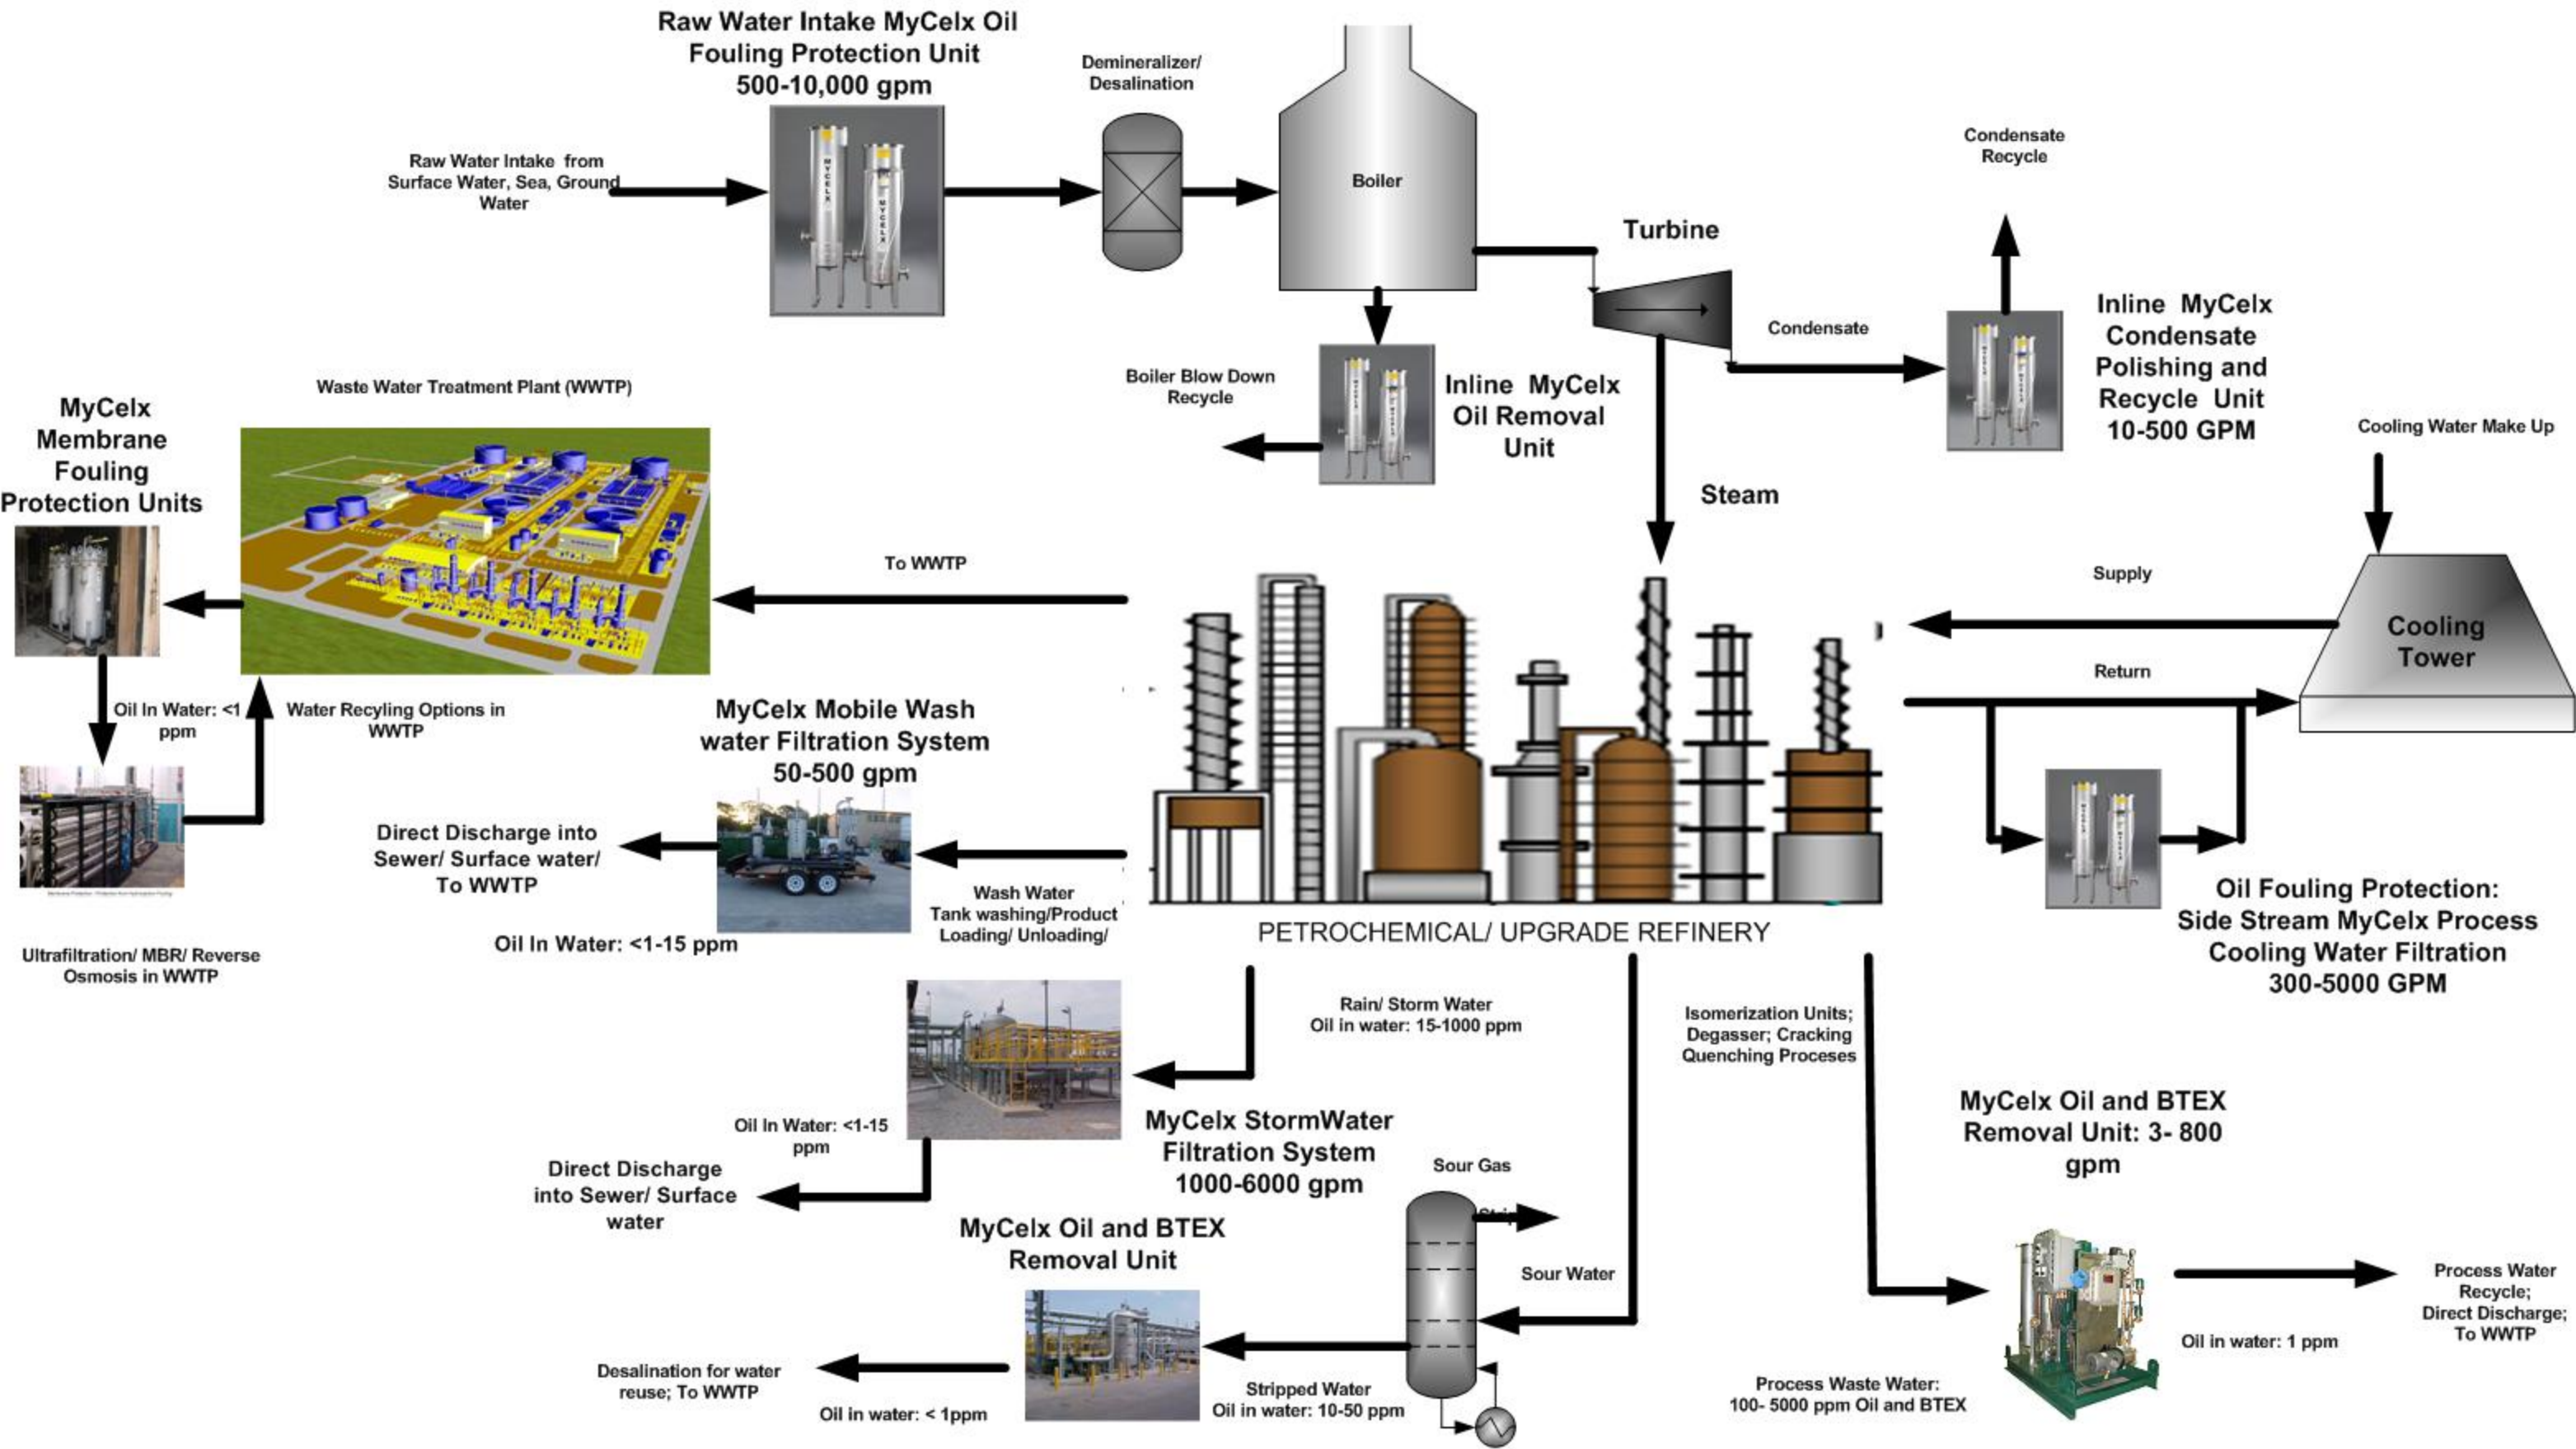 Raw Water Intake MyCelx Oil
Fouling Protection Unit
500-10,000 gpm
Demineralizer/
Desalination
Raw Water Intake from
Surface Water, Sea, Ground
Water
MYCELX
MYCELX
Boiler
Turbine
Condensate
Recycle
Condensate
Inline MyCelx
Condensate
Polishing and
Recycle Unit
10-500 GPM
Boiler Blow Down
Recycle
Inline MyCelx
Oil Removal
Unit
Steam
Cooling Water Make Up
Waste Water Treatment Plant (WWTP)
MyCelx
Membrane
Fouling
Protection Units
To WWTP
Supply
Cooling
Tower
Return
Oil In Water: <1
ppm
Water Recyling Options in
WWTP
MyCelx Mobile Wash
water Filtration System
50-500 gpm
Direct Discharge into
Sewer/ Surface water/
To WWTP
Wash Water
Tank washing/Product
Loading/ Unloading/
Oil In Water: <1-15 ppm
Ultrafiltration/ MBR/ Reverse
Osmosis in WWTP
PETROCHEMICAL/ UPGRADE REFINERY
Oil Fouling Protection:
Side Stream MyCelx Process
Cooling Water Filtration
300-5000 GPM
Rain/ Storm Water
Oil in water: 15-1000 ppm
Isomerization Units;
Degasser; Cracking
Quenching Proceses
Oil In Water: <1-15
ppm
MyCelx StormWater
Filtration System
1000-6000 gpm
Direct Discharge
into Sewer/ Surface
water
MyCelx Oil and BTEX
Removal Unit: 3- 800
gpm
Sour Gas
MyCelx Oil and BTEX
Removal Unit
Sour Water
Process Water
Recycle;
Direct Discharge;
To WWTP
Oil in water: 1 ppm
Desalination for water
reuse; To WWTP
Oil in water: < 1ppm
Stripped Water
Oil in water: 10-50 ppm
Process Waste Water:
100- 5000 ppm Oil and BTEX